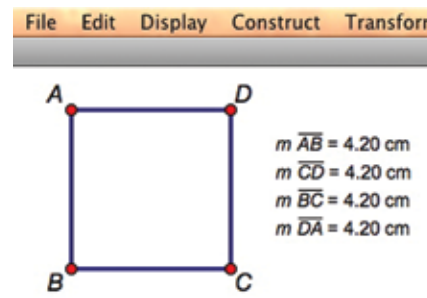 File Edit Display Construct Transfor
A D
m AB = 4.20 cm
m CD = 4.20 cm
m BC = 4.20 cm
m DA = 4.20 cm
B C